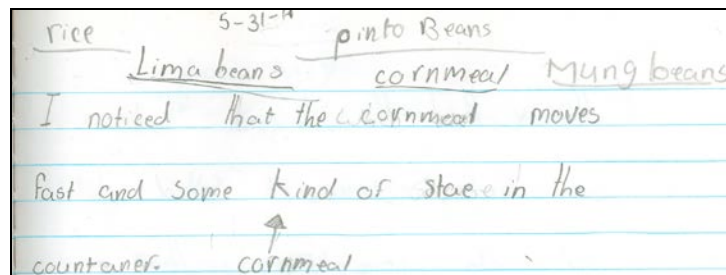 5-31-
rice pinto Beans
Lima beans cornmeal Mung beans
I noticed that the cornmeal moves
fast and some kind of stae in the
countaner. cornmeal